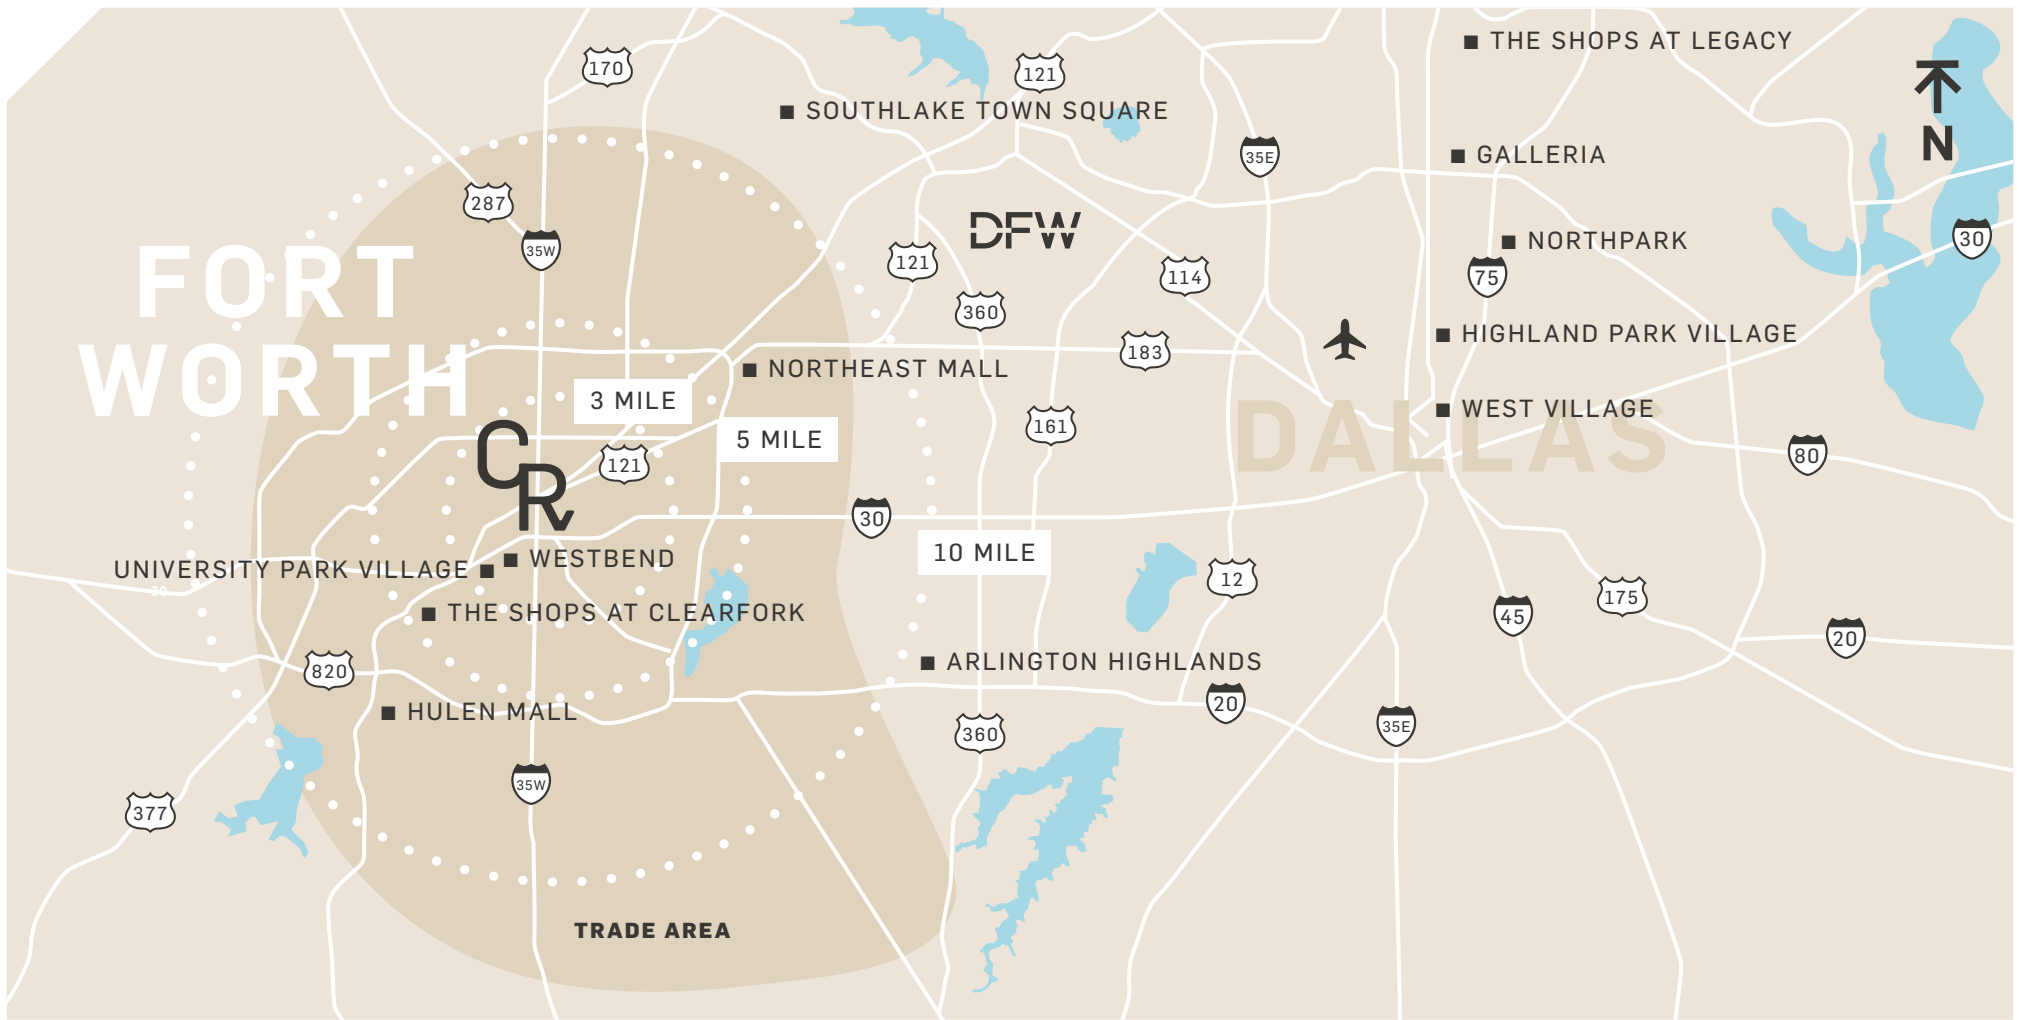 THE SHOPS AT LEGACY
170
121
SOUTHLAKE TOWN SQUARE
35E
GALLERIA
N
287
35W
DFW
NORTHPARK
30
FORT
WORTH
121
114
75
360
183
HIGHLAND PARK VILLAGE
NORTHEAST MALL
3 MILE
5 MILE
161
WEST VILLAGE
DALLAS
CR
121
80
30
10 MILE
WESTBEND
UNIVERSITY PARK VILLAGE
30
12
THE SHOPS AT CLEARFORK
45
175
20
820
ARLINGTON HIGHLANDS
HULEN MALL
20
360
35E
35W
377
TRADE AREA